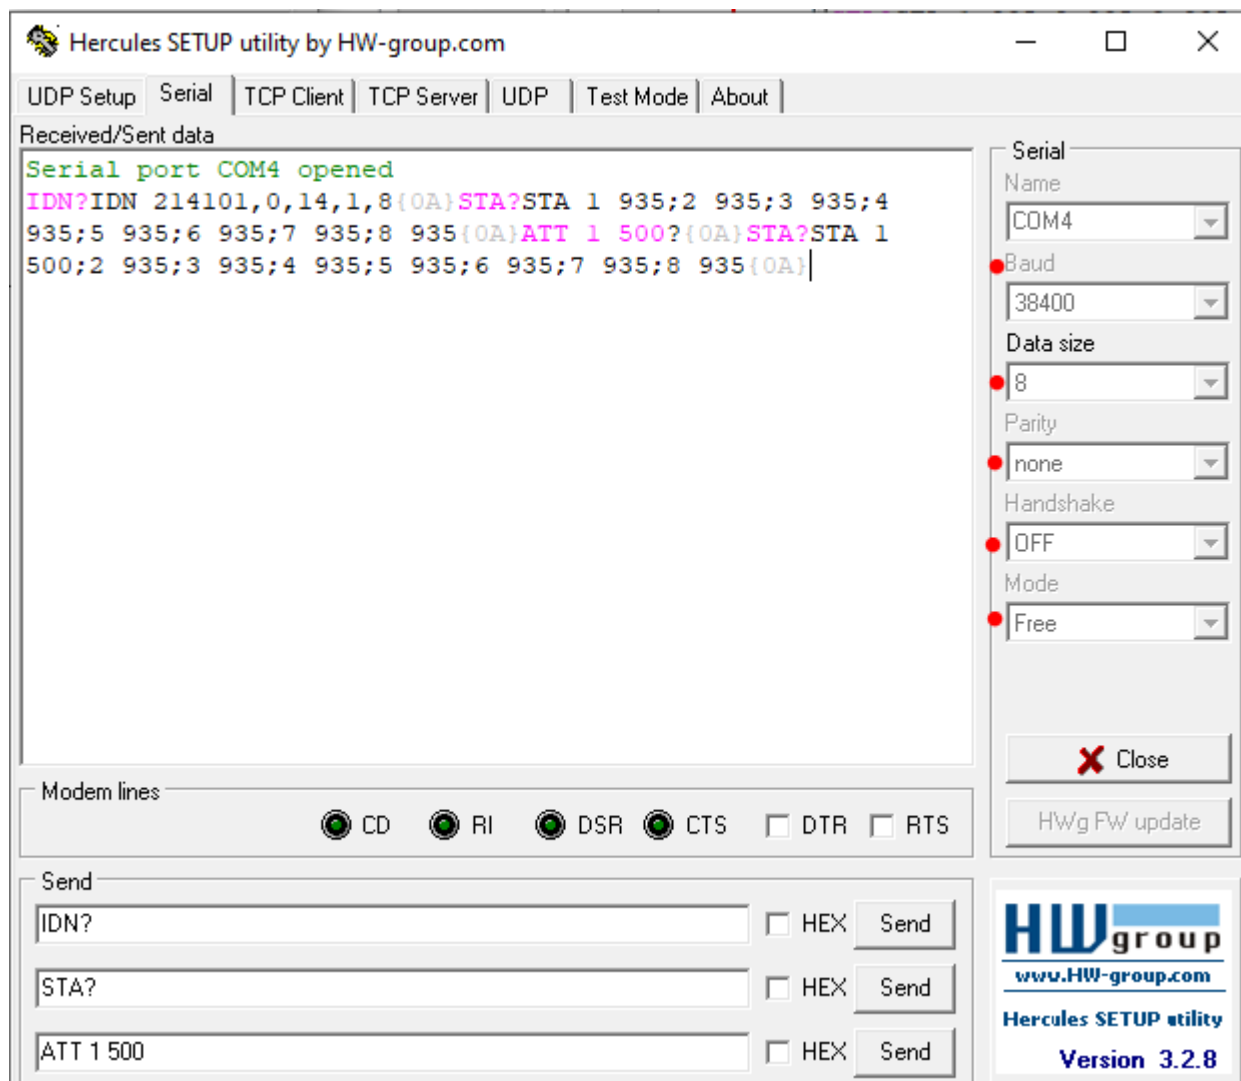 Hercules SETUP utility by HW-group.com
UDP Setup Serial TCP Client TCP Server UDP Test Mode About
Received/Sent data
Serial port COM4 opened
IDN?IDN 214101,0,14,1,8{0A}STA?STA 1 935;2 935;3 935;4
935;5 935;6 935;7 935;8 935{0A}ATT 1 500?{0A}STA?STA 1
500;2 935;3 935;4 935;5 935;6 935;7 935;8 935{0A}
Serial
Name
COM4
Baud
38400
Data size
8
Parity
none
Handshake
OFF
Mode
Free
Close
HWg FW update
Modem lines
CD RI DSR CTS DTR RTS
Send
IDN? HEX Send
STA? HEX Send
ATT 1 500 HEX Send
HW group
www.HW-group.com
Hercules SETUP utility
Version 3.2.8